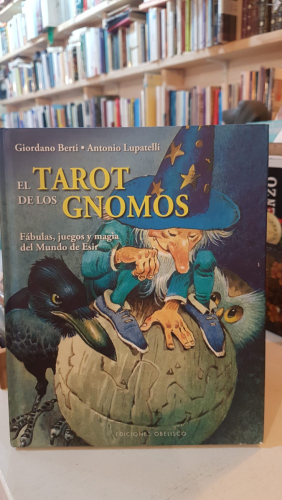 Giordano Berti • Antonio Lupatelli
EL TAROT
DE LOS GNOMOS
Fábulas, juegos y magia
del Mundo de Esir
EDICIONES OBELISCO